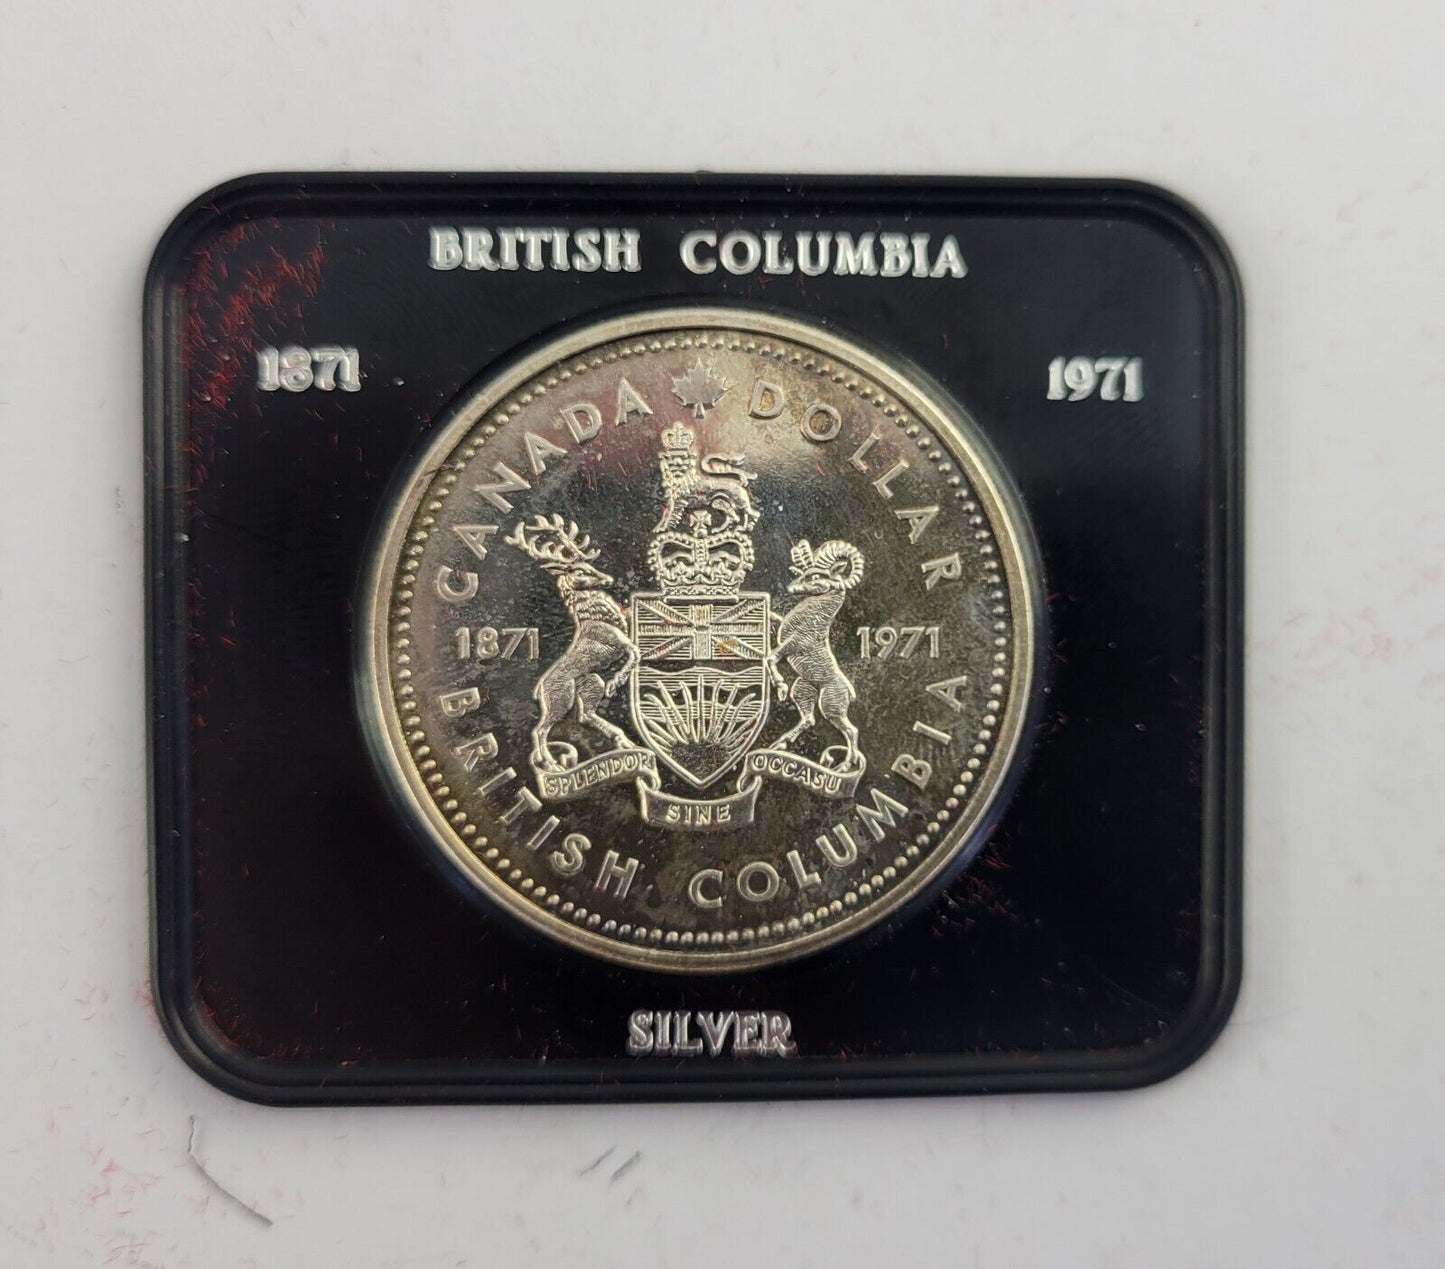 BRITISH COLUMBIA
1871
1971
CANADA DOLLAR
1871
1971
SPLENDOR SINE OCCASU
BRITISH COLUMBIA
SILVER